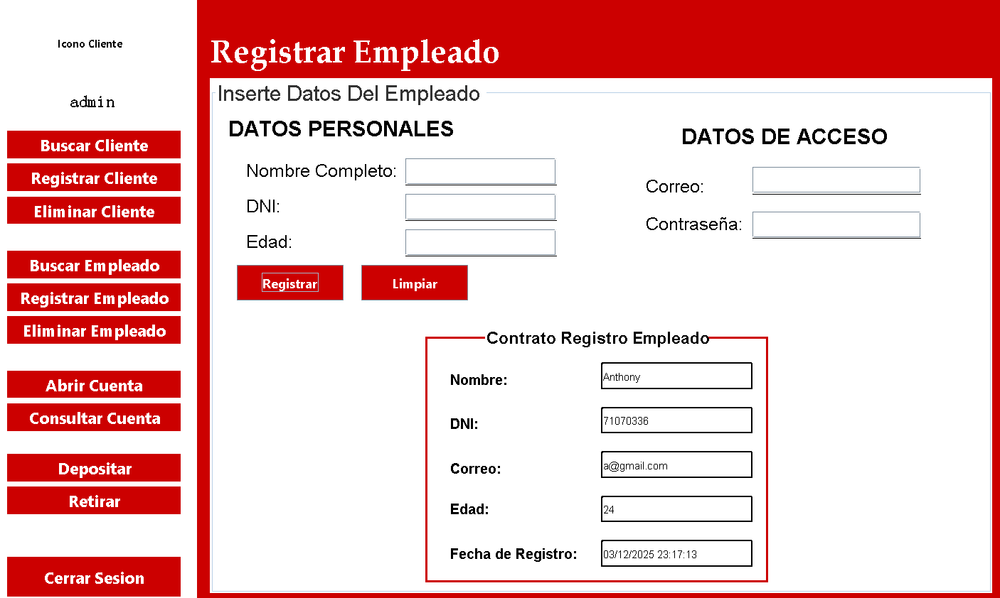 Icono Cliente
admin
Buscar Cliente
Registrar Cliente
Eliminar Cliente
Buscar Empleado
Registrar Empleado
Eliminar Empleado
Abrir Cuenta
Consultar Cuenta
Depositar
Retirar
Cerrar Sesion
Registrar Empleado
Inserte Datos Del Empleado
DATOS PERSONALES
Nombre Completo:
DNI:
Edad:
Registrar Limpiar
DATOS DE ACCESO
Correo:
Contraseña:
Contrato Registro Empleado
Nombre: Anthony
DNI: 71070336
Correo: a@gmail.com
Edad: 24
Fecha de Registro: 03/12/2025 23:17:13